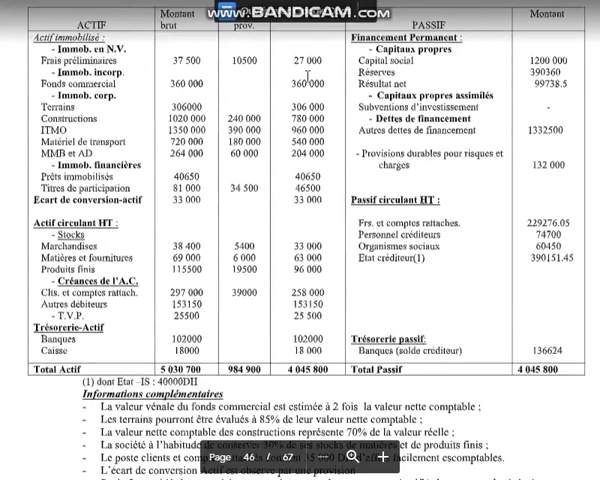 www.BANDICAM.com
ACTIF Montant brut prov. PASSIF Montant
Actif immobilisé : Financement Permanent :
- Immob. en N.V. - Capitaux propres
Frais préliminaires 37 500 10500 27 000 Capital social 1200 000
- Immob. incorp. Réserves 390360
Fonds commercial 360 000 360 000 Résultat net 99738.5
- Immob. corp. - Capitaux propres assimilés
Terrains 306000 306 000 Subventions d'investissement -
Constructions 1020 000 240 000 780 000 - Dettes de financement
ITMO 1350 000 390 000 960 000 Autres dettes de financement 1332500
Matériel de transport 720 000 180 000 540 000
MMB et AD 264 000 60 000 204 000 - Provisions durables pour risques et
- Immob. financières charges 132 000
Prêts immobilisés 40650 40650
Titres de participation 81 000 34 500 46500
Ecart de conversion-actif 33 000 33 000 Passif circulant HT :
Actif circulant HT : Frs. et comptes rattaches. 229276.05
- Stocks Personnel créditeurs 74700
Marchandises 38 400 5400 33 000 Organismes sociaux 60450
Matières et fournitures 69 000 6 000 63 000 Etat créditeur(1) 390151.45
Produits finis 115500 19500 96 000
- Créances de l'A.C.
Clts. et comptes rattach. 297 000 39000 258 000
Autres débiteurs 153150 153150
- T.V.P. 25500 25 500
Trésorerie-Actif Trésorerie passif:
Banques 102000 102000 Banques (solde créditeur) 136624
Caisse 18000 18 000
Total Actif 5 030 700 984 900 4 045 800 Total Passif 4 045 800
(1) dont Etat –IS : 40000DH
Informations complémentaires
- La valeur vénale du fonds commercial est estimée à 2 fois la valeur nette comptable ;
- Les terrains pourront être évalués à 85% de leur valeur nette comptable ;
- La valeur nette comptable des constructions représente 70% de la valeur réelle ;
- La société à l'habitude de conserver 30% de ses stocks de matières et de produits finis ;
- Le poste clients et comp facilement escomptables.
- L'écart de conversion Actif est observé par une provision
Page 46 / 67 — +